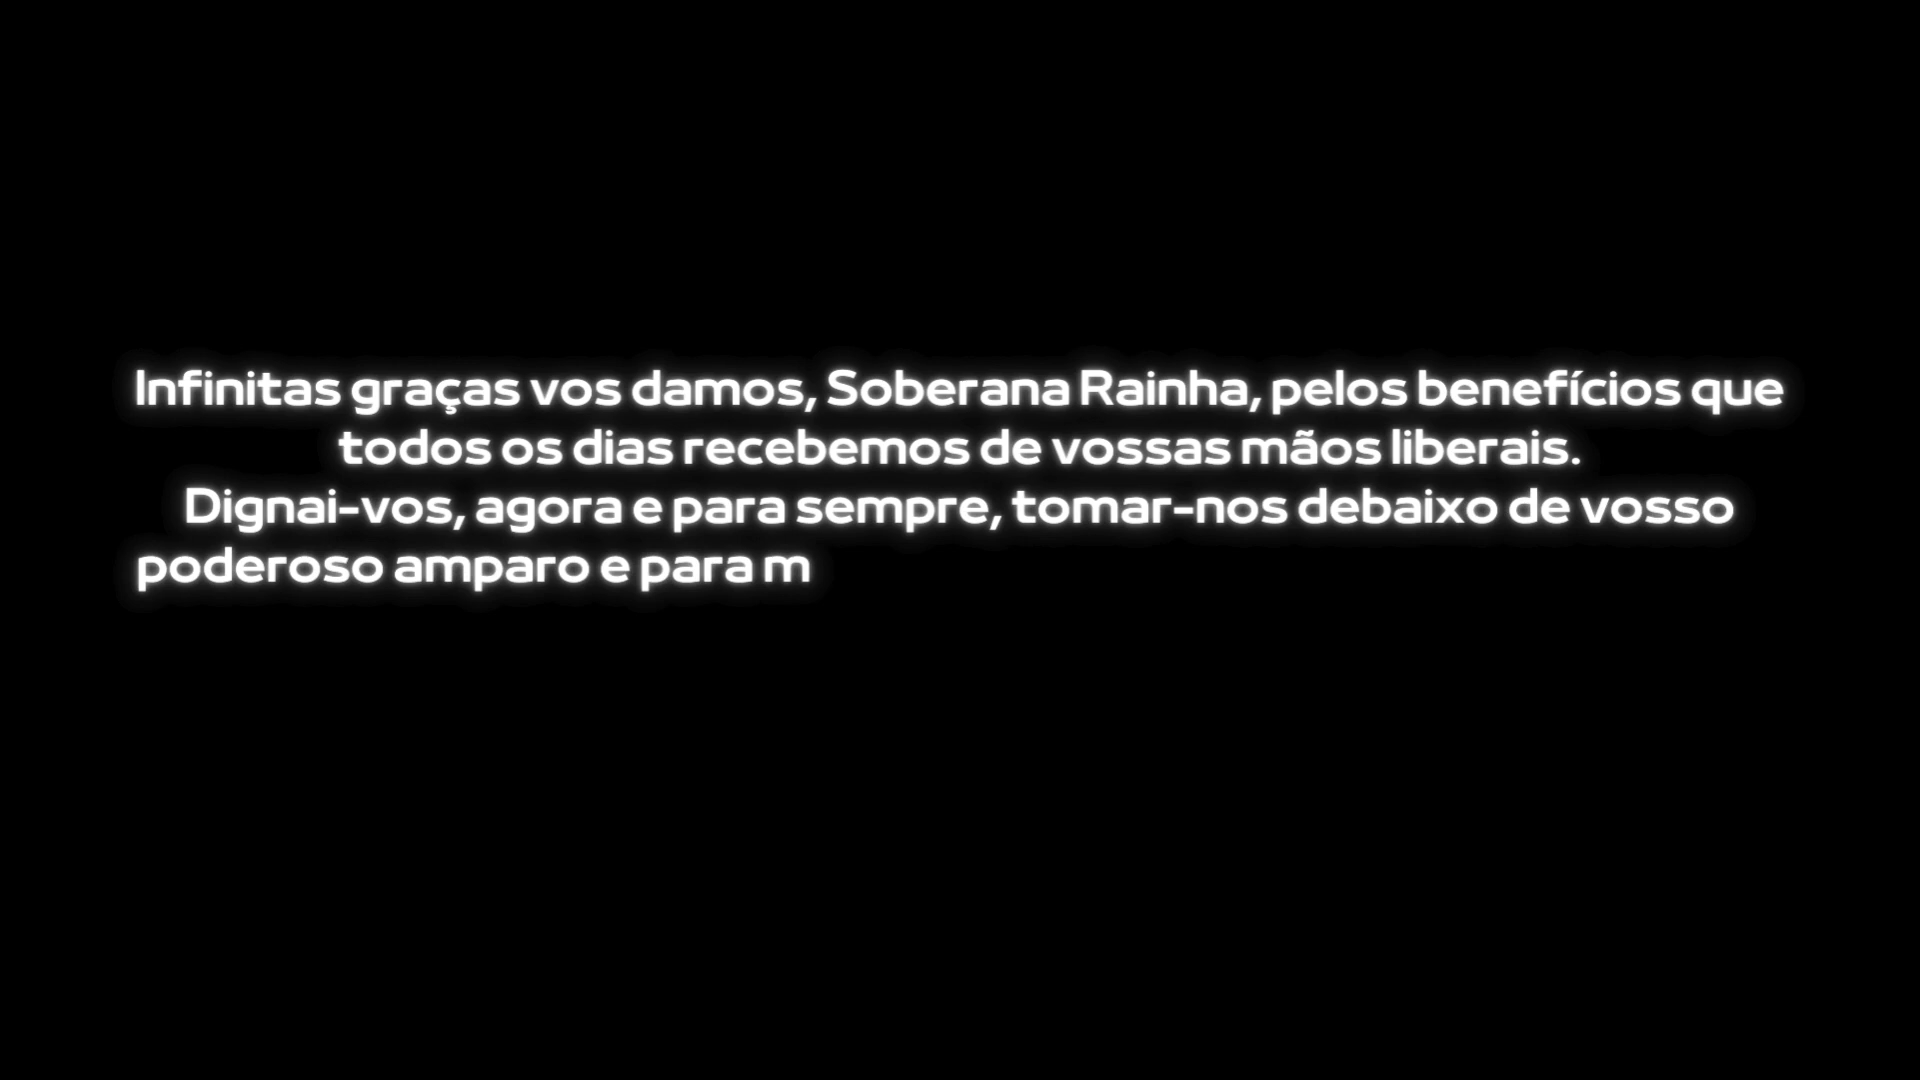 Infinitas graças vos damos, Soberana Rainha, pelos benefícios que
todos os dias recebemos de vossas mãos liberais.
Dignai-vos, agora e para sempre, tomar-nos debaixo de vosso
poderoso amparo e para m